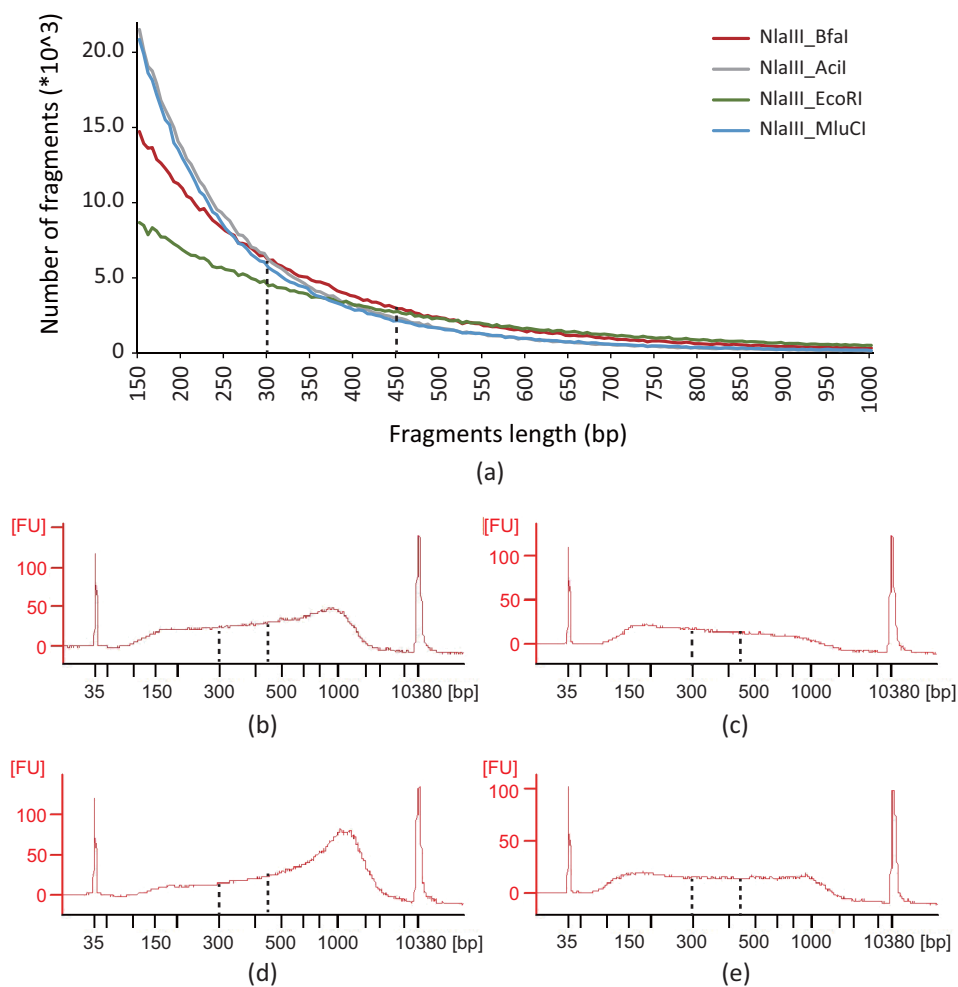 Number of fragments (*10^3)
20.0
15.0
10.0
5.0
0
NlaIII_BfaI
NlaIII_AciI
NlaIII_EcoRI
NlaIII_MluCI
150 200 250 300 350 400 450 500 550 600 650 700 750 800 850 900 950 1000
Fragments length (bp)
(a)
[FU]
100
50
0
35 150 300 500 1000 10380 [bp]
(b)
[FU]
100
50
0
35 150 300 500 1000 10380 [bp]
(c)
[FU]
100
50
0
35 150 300 500 1000 10380 [bp]
(d)
[FU]
100
50
0
35 150 300 500 1000 10380 [bp]
(e)